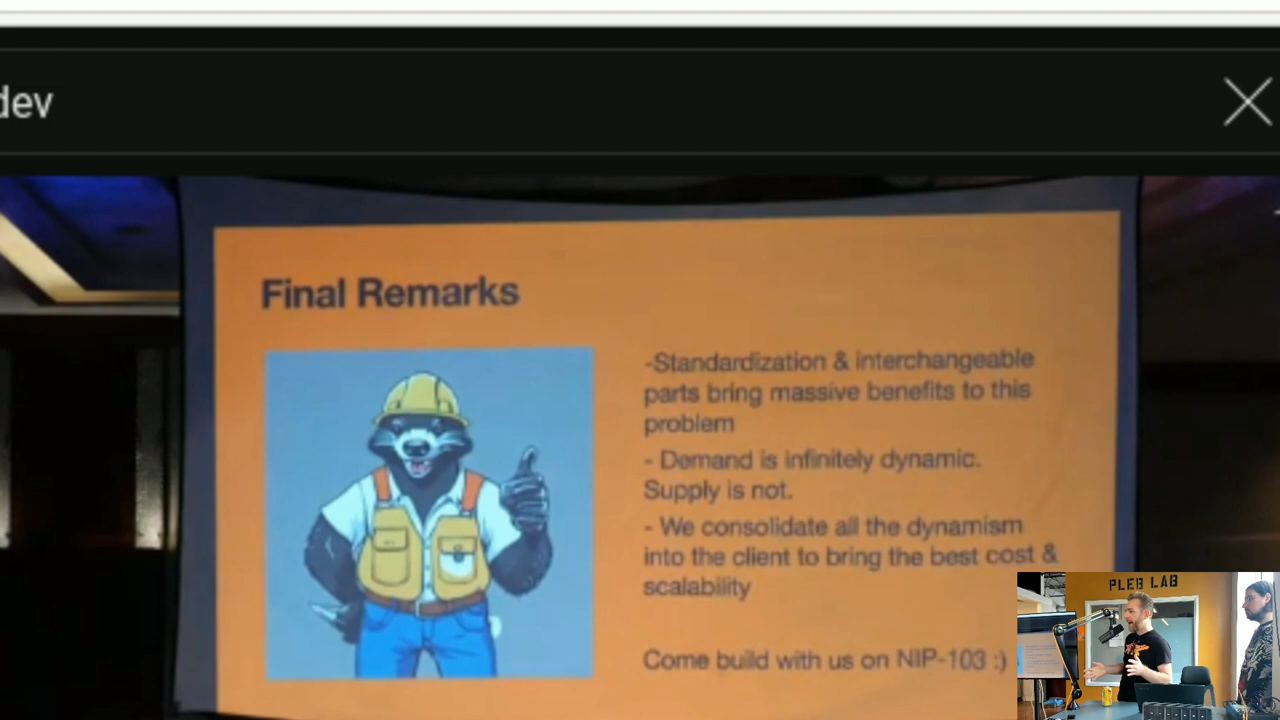 dev
Final Remarks
-Standardization & interchangeable
parts bring massive benefits to this
problem
- Demand is infinitely dynamic.
Supply is not.
- We consolidate all the dynamism
into the client to bring the best cost &
scalability
Come build with us on NIP-103 :)
PLEB LAB